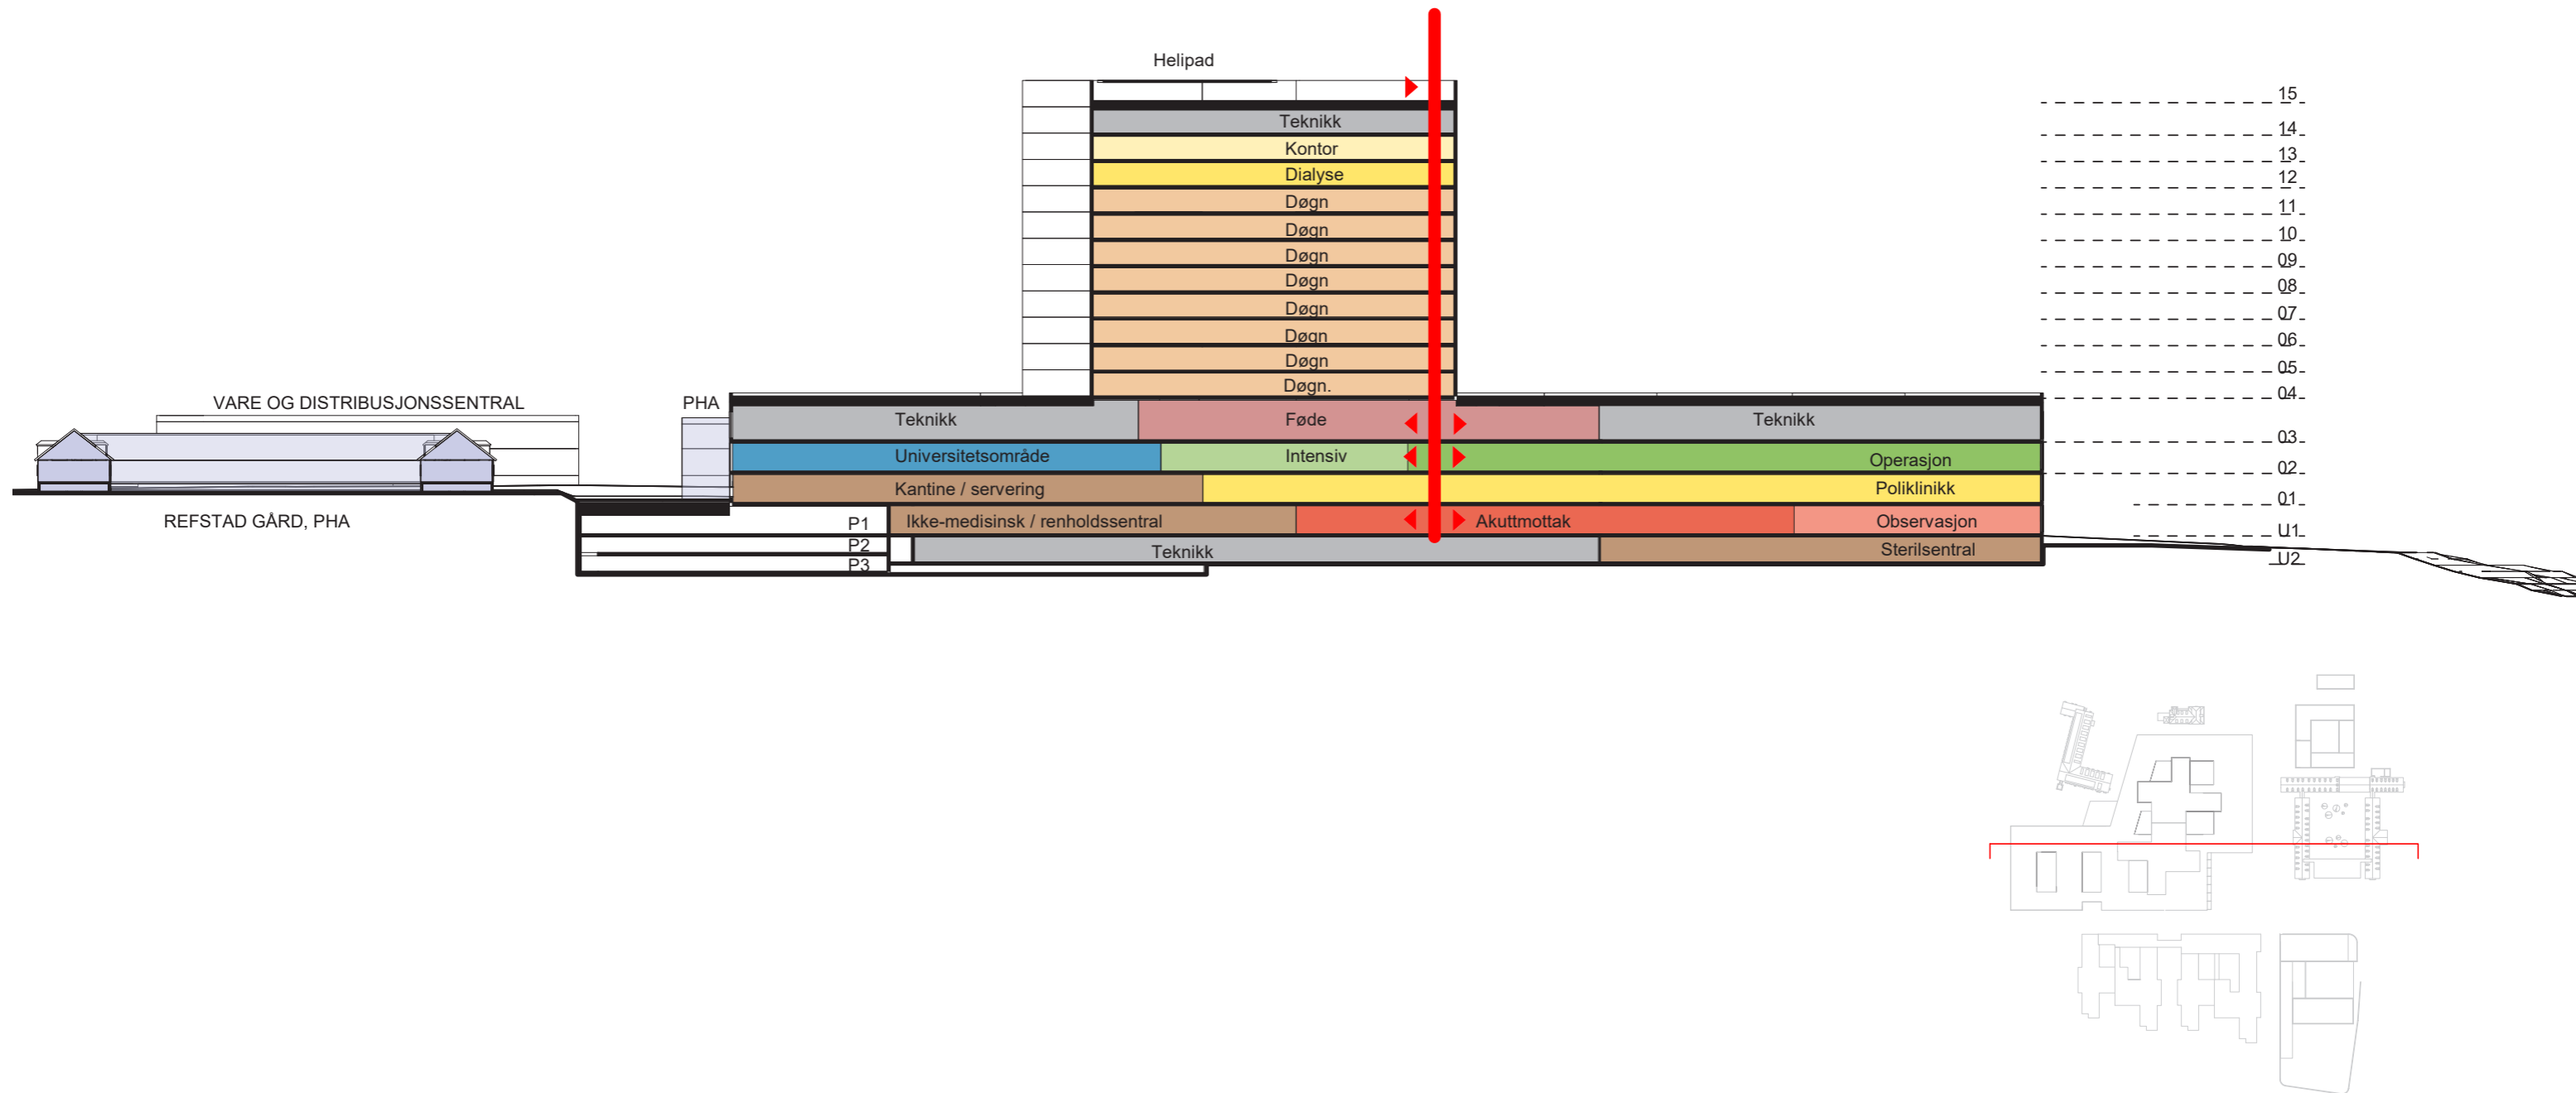 Helipad
15
Teknikk
14
Kontor
13
Dialyse
12
Døgn
11
Døgn
10
Døgn
09
Døgn
08
Døgn
07
Døgn
06
Døgn
05
Døgn.
04
VARE OG DISTRIBUSJONSSENTRAL
PHA
Teknikk
Føde
Teknikk
03
Universitetsområde
Intensiv
Operasjon
02
Kantine / servering
Poliklinikk
01
REFSTAD GÅRD, PHA
P1
Ikke-medisinsk / renholdssentral
Akuttmottak
Observasjon
U1
P2
Teknikk
Sterilsentral
U2
P3